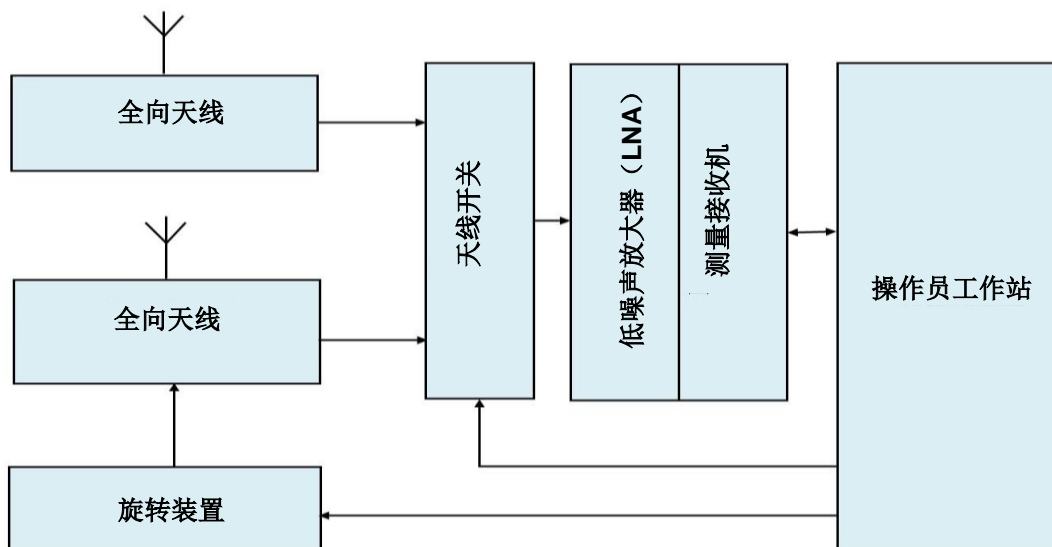 全向天线
全向天线
旋转装置
天线开关
低噪声放大器（LNA）
测量接收机
操作员工作站